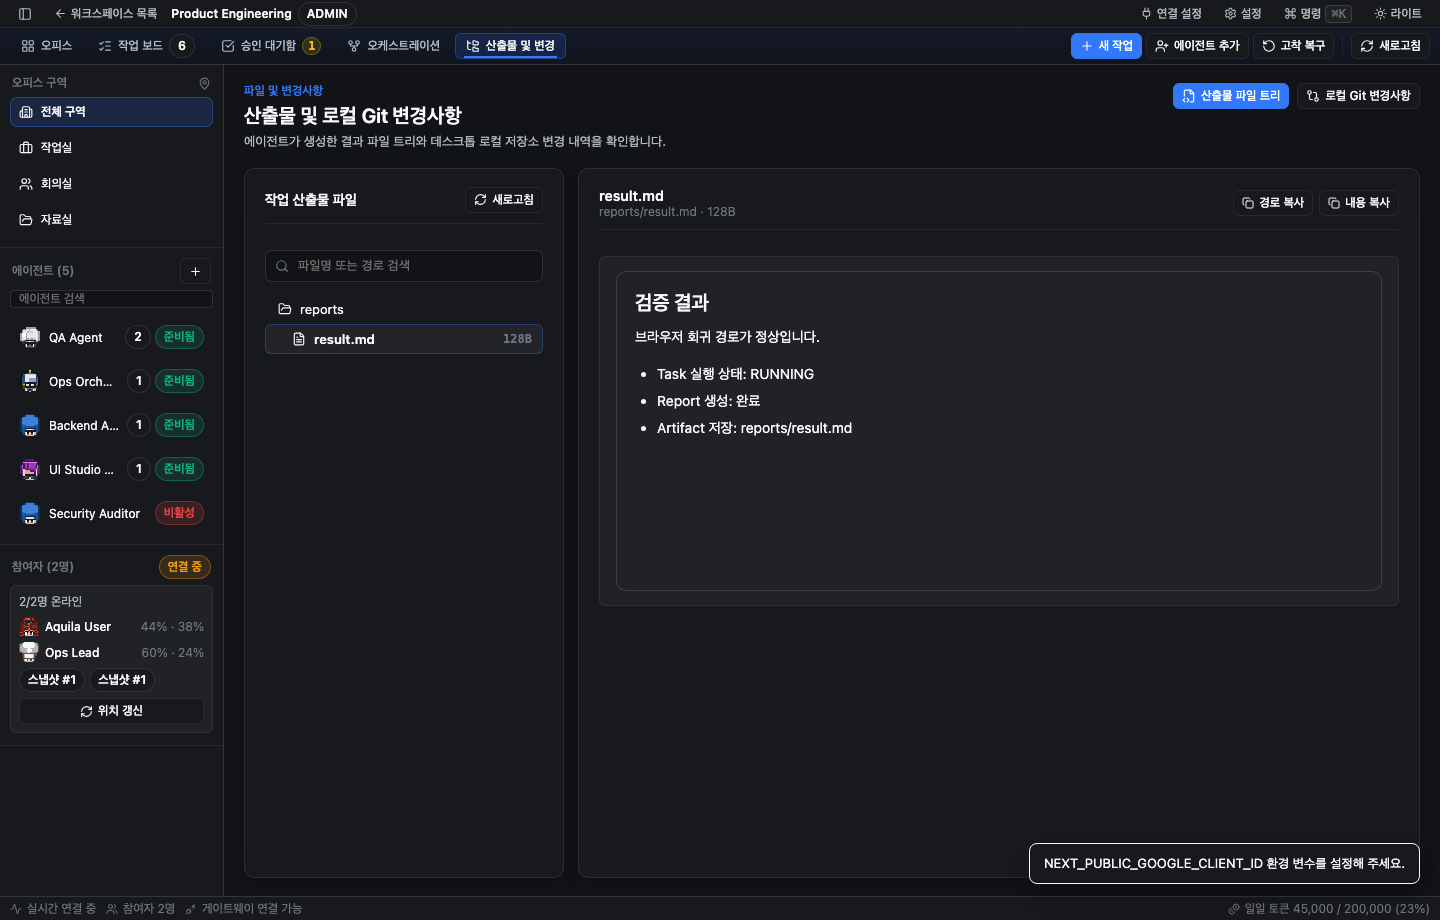 워크스페이스 목록 Product Engineering ADMIN 연결 설정 설정 명령 ⌘K 라이트
오피스 작업 보드 6 승인 대기함 1 오케스트레이션 산출물 및 변경 새 작업 에이전트 추가 고착 복구 새로고침
오피스 구역
전체 구역
작업실
회의실
자료실
에이전트 (5)
에이전트 검색
QA Agent 2 준비됨
Ops Orch... 1 준비됨
Backend A... 1 준비됨
UI Studio ... 1 준비됨
Security Auditor 비활성
참여자 (2명) 연결 중
2/2명 온라인
Aquila User 44% · 38%
Ops Lead 60% · 24%
스냅샷 #1 스냅샷 #1
위치 갱신
파일 및 변경사항
산출물 및 로컬 Git 변경사항
에이전트가 생성한 결과 파일 트리와 데스크톱 로컬 저장소 변경 내역을 확인합니다.
산출물 파일 트리 로컬 Git 변경사항
작업 산출물 파일 새로고침
파일명 또는 경로 검색
reports
result.md 128B
result.md
reports/result.md · 128B
경로 복사 내용 복사
검증 결과
브라우저 회귀 경로가 정상입니다.
Task 실행 상태: RUNNING
Report 생성: 완료
Artifact 저장: reports/result.md
NEXT_PUBLIC_GOOGLE_CLIENT_ID 환경 변수를 설정해 주세요.
실시간 연결 중 참여자 2명 게이트웨이 연결 가능 일일 토큰 45,000 / 200,000 (23%)